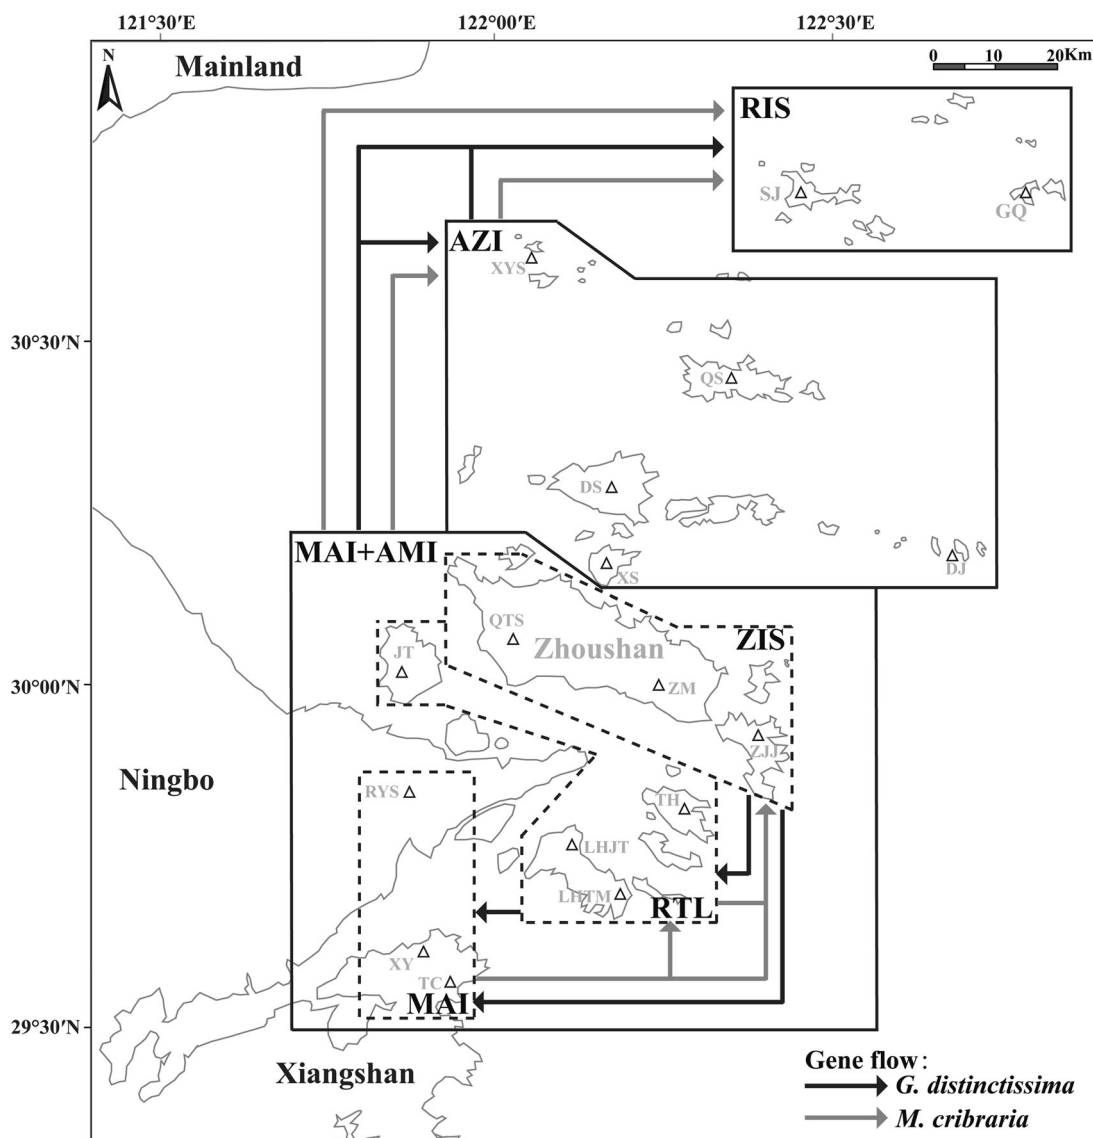 121°30′E 122°00′E 122°30′E
N
Mainland
0 10 20Km
RIS
SJ
GQ
AZI
XYS
30°30′N
QS
DS
MAI+AMI
XS
DJ
QTS
Zhoushan
ZIS
JT
30°00′N
ZM
ZJJ
Ningbo
RYS
TH
LHJT
LHTM
RTL
XY
TC
MAI
29°30′N
Xiangshan
Gene flow:
G. distinctissima
M. cribraria